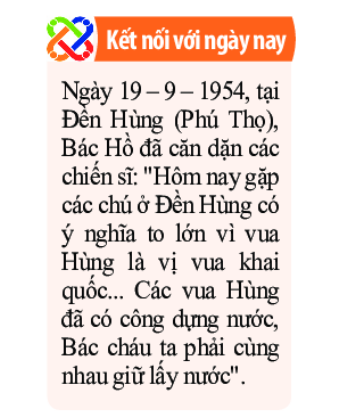 Kết nối với ngày nay
Ngày 19 – 9 – 1954, tại
Đền Hùng (Phú Thọ),
Bác Hồ đã căn dặn các
chiến sĩ: "Hôm nay gặp
các chú ở Đền Hùng có
ý nghĩa to lớn vì vua
Hùng là vị vua khai
quốc... Các vua Hùng
đã có công dựng nước,
Bác cháu ta phải cùng
nhau giữ lấy nước".